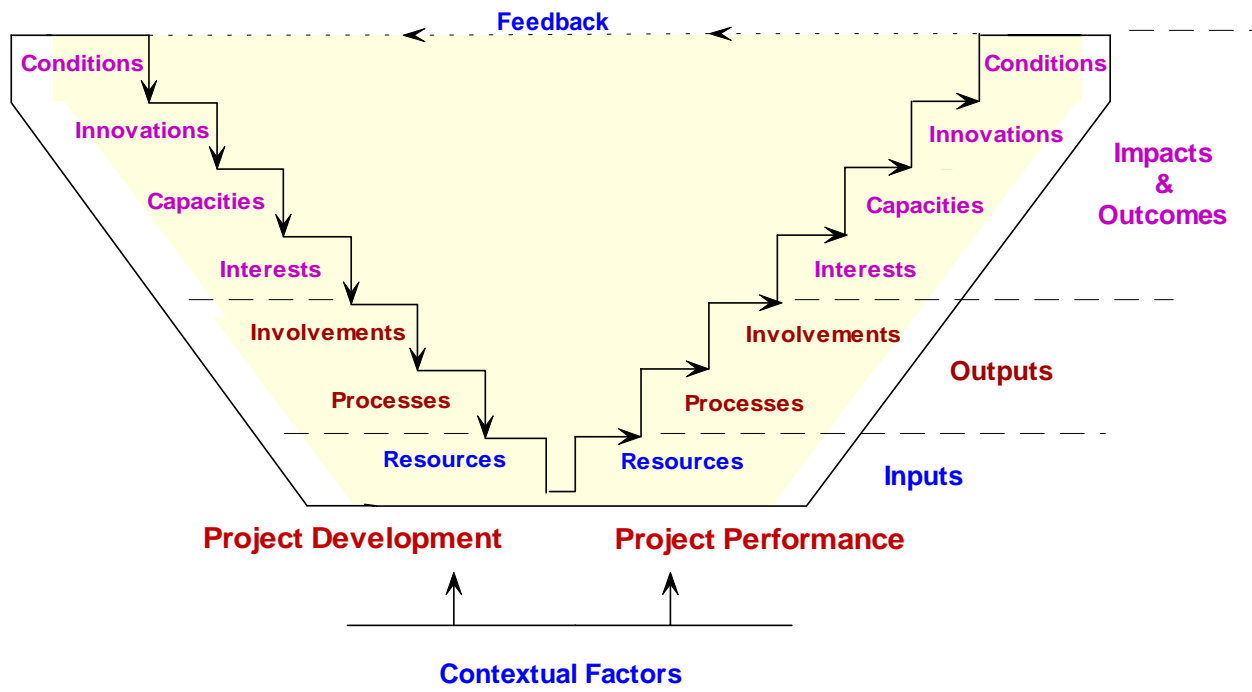 Feedback
Conditions
Conditions
Innovations
Innovations
Impacts
&
Outcomes
Capacities
Capacities
Interests
Interests
Involvements
Involvements
Outputs
Processes
Processes
Resources
Resources
Inputs
Project Development
Project Performance
Contextual Factors